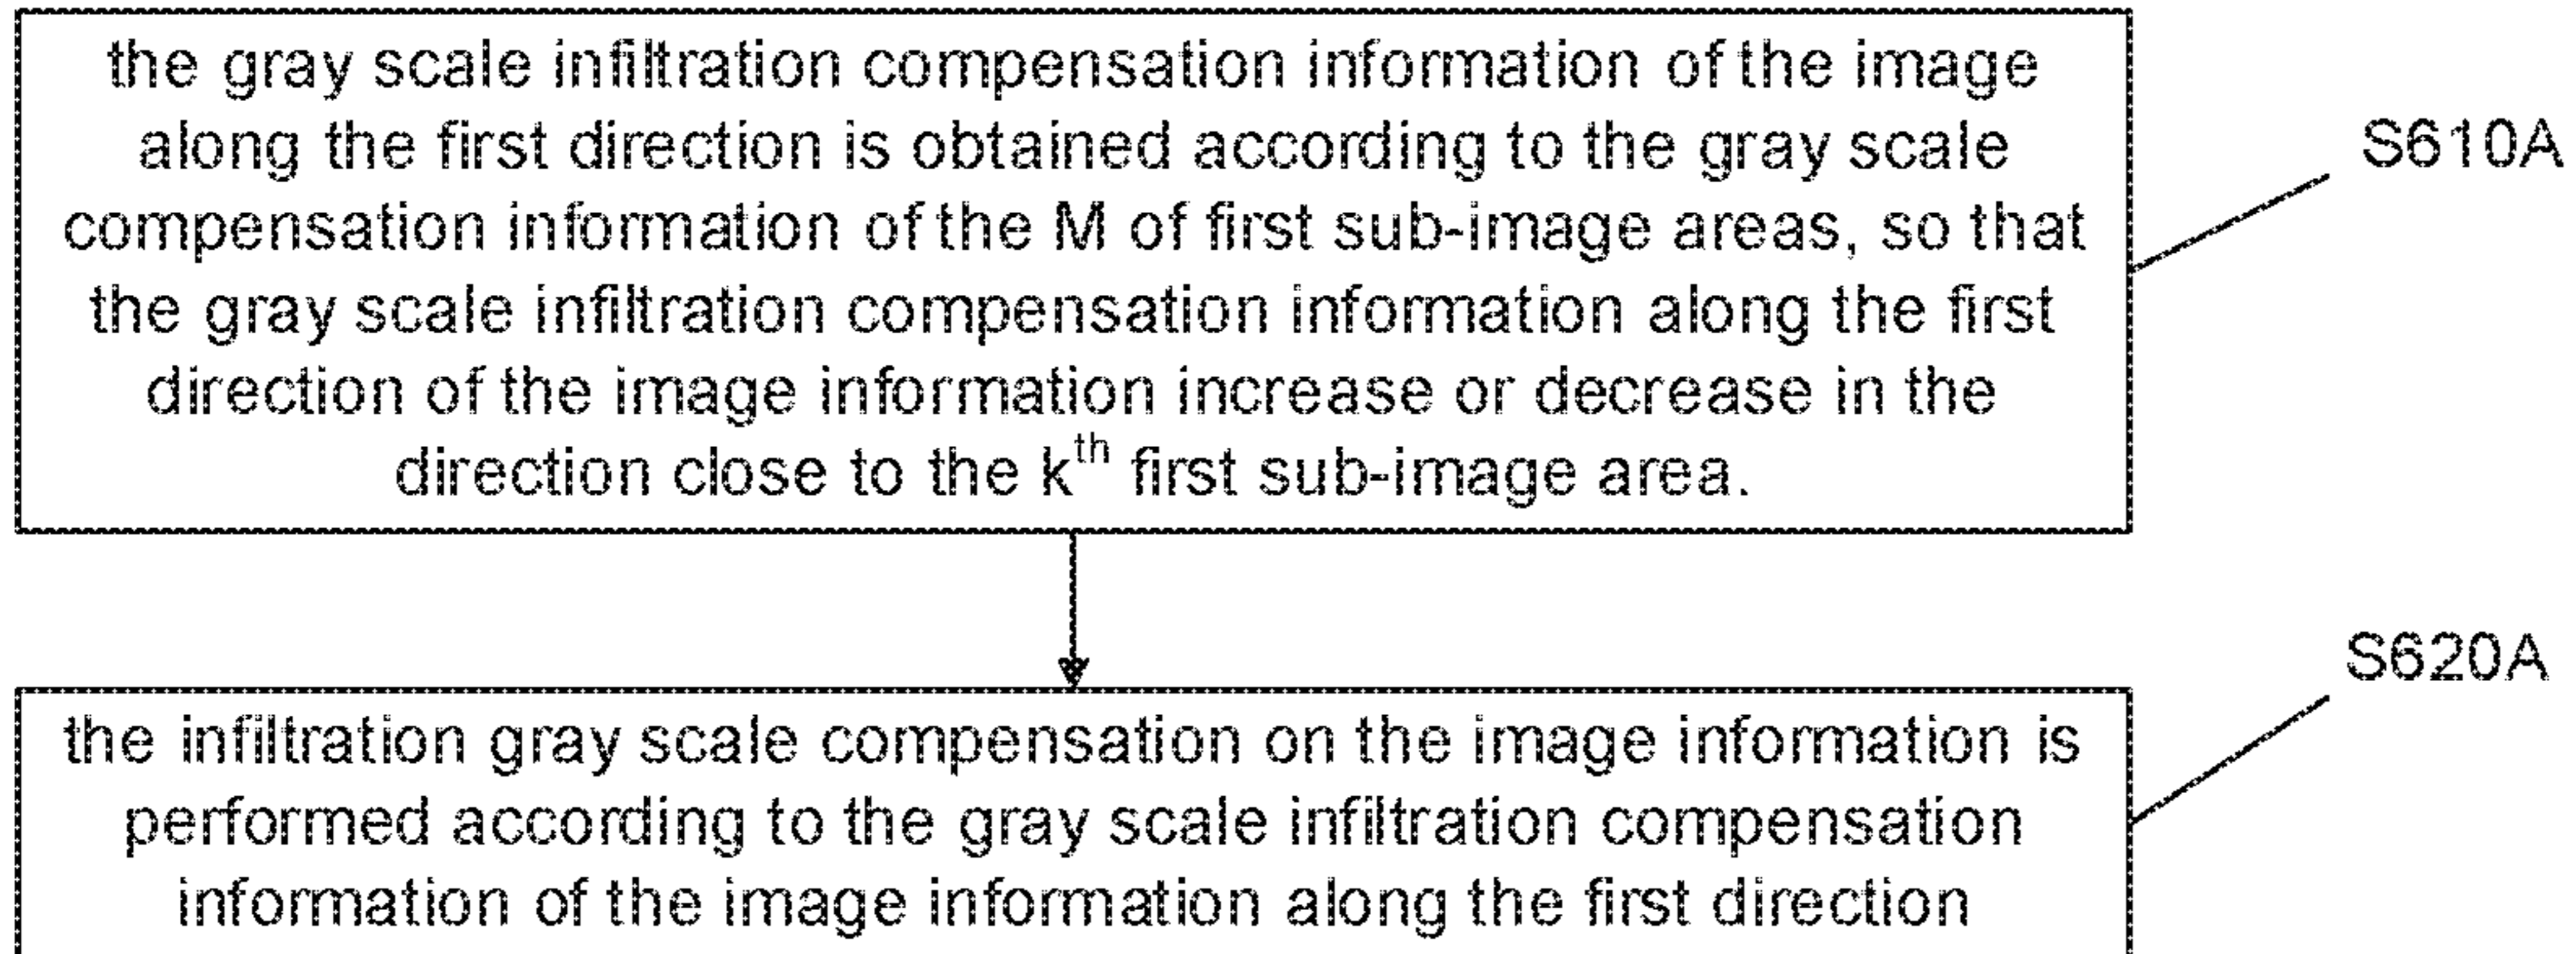 the gray scale infiltration compensation information of the image
along the first direction is obtained according to the gray scale
compensation information of the M of first sub-image areas, so that
the gray scale infiltration compensation information along the first
direction of the image information increase or decrease in the
direction close to the kth first sub-image area.
S610A
S620A
the infiltration gray scale compensation on the image information is
performed according to the gray scale infiltration compensation
information of the image information along the first direction